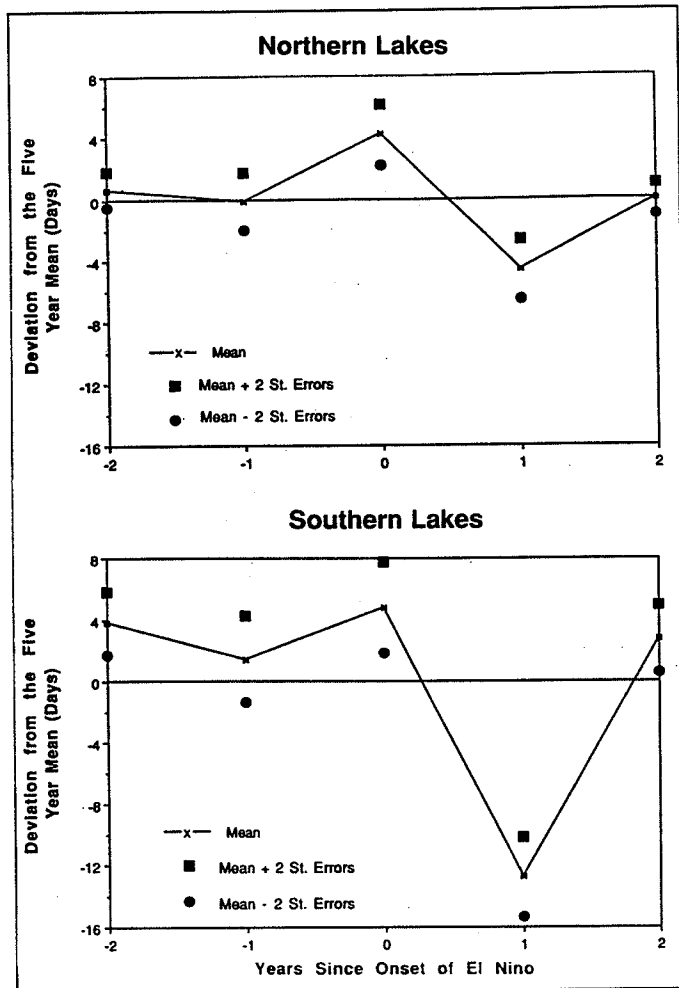 Northern Lakes
Deviation from the Five
Year Mean (Days)
8
4
0
-4
-8
-12
-16
-x- Mean
Mean + 2 St. Errors
Mean - 2 St. Errors
-2
-1
0
1
2
Southern Lakes
Deviation from the Five
Year Mean (Days)
8
4
0
-4
-8
-12
-16
-x- Mean
Mean + 2 St. Errors
Mean - 2 St. Errors
-2
-1
0
1
2
Years Since Onset of El Nino